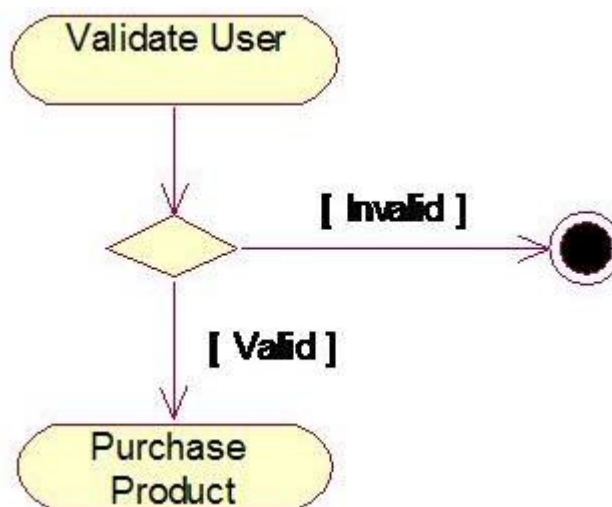 Validate User
[ Invalid ]
[ Valid ]
Purchase
Product